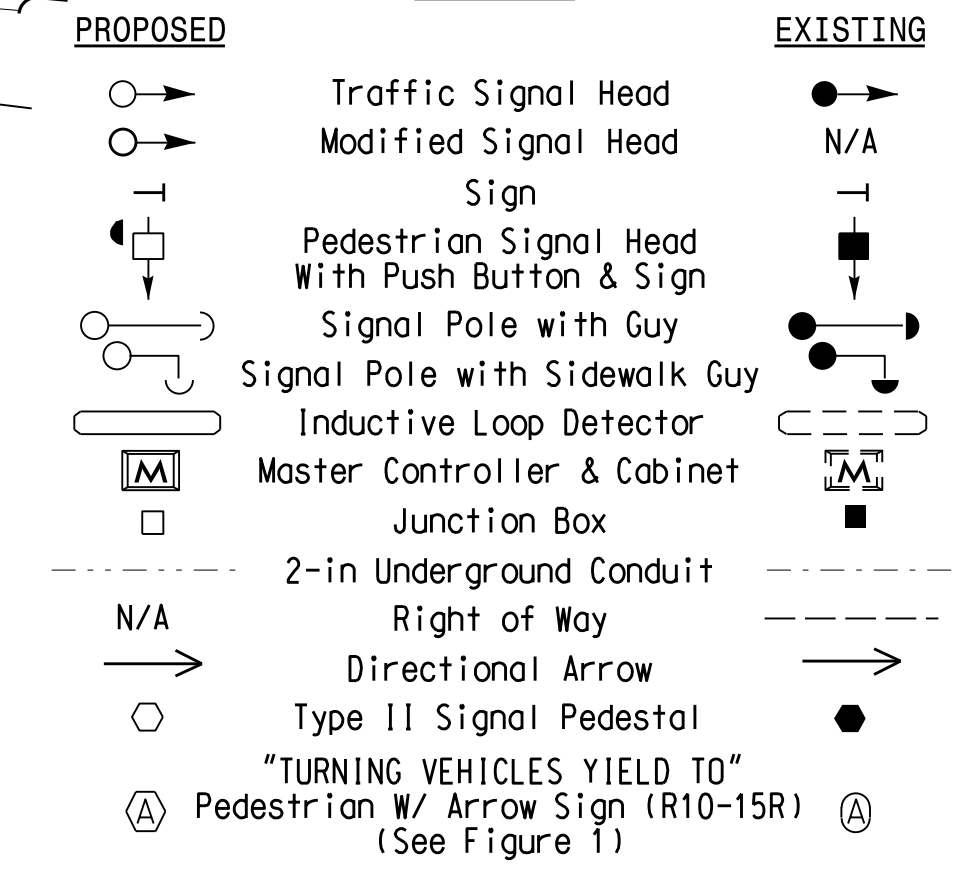 PROPOSED EXISTING
Traffic Signal Head
Modified Signal Head N/A
Sign
Pedestrian Signal Head
With Push Button & Sign
Signal Pole with Guy
Signal Pole with Sidewalk Guy
Inductive Loop Detector
M Master Controller & Cabinet M
Junction Box
2-in Underground Conduit
N/A Right of Way
Directional Arrow
Type II Signal Pedestal
"TURNING VEHICLES YIELD TO"
A Pedestrian W/ Arrow Sign (R10-15R) A
(See Figure 1)